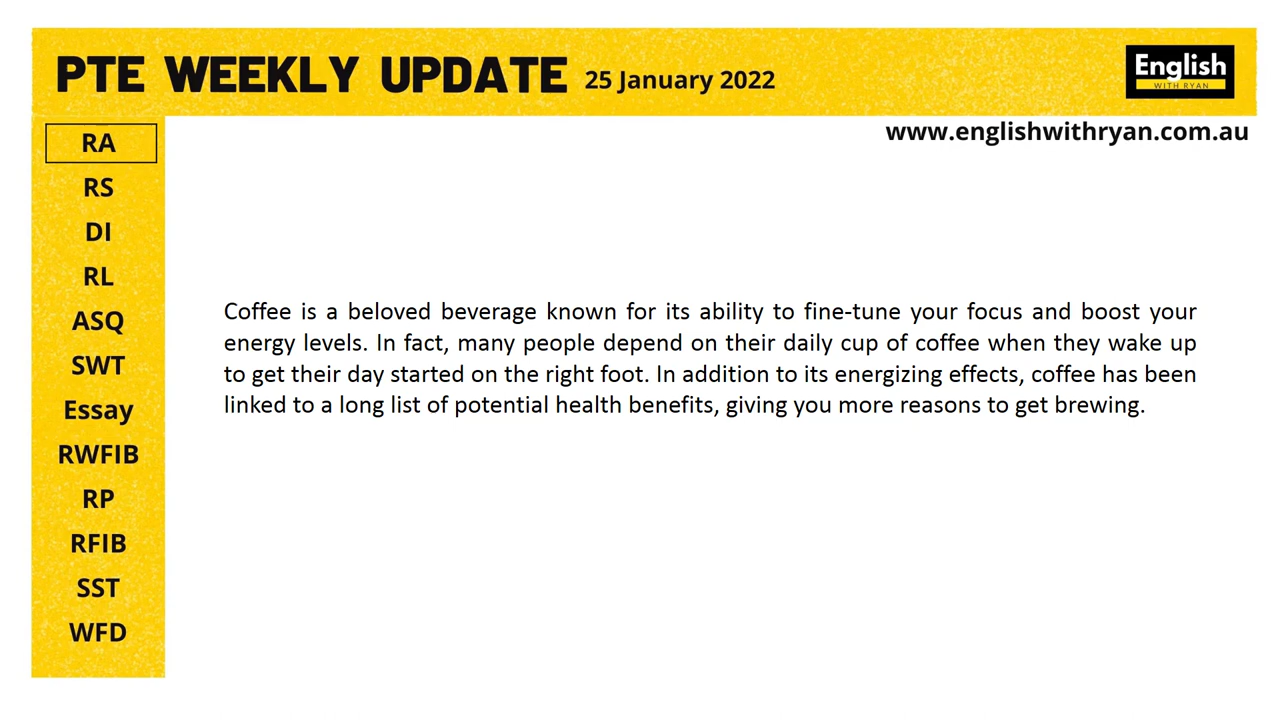 PTE WEEKLY UPDATE 25 January 2022
English
WITH RYAN
www.englishwithryan.com.au
RA
RS
DI
RL
ASQ
SWT
Essay
RWFIB
RP
RFIB
SST
WFD
Coffee is a beloved beverage known for its ability to fine-tune your focus and boost your
energy levels. In fact, many people depend on their daily cup of coffee when they wake up
to get their day started on the right foot. In addition to its energizing effects, coffee has been
linked to a long list of potential health benefits, giving you more reasons to get brewing.